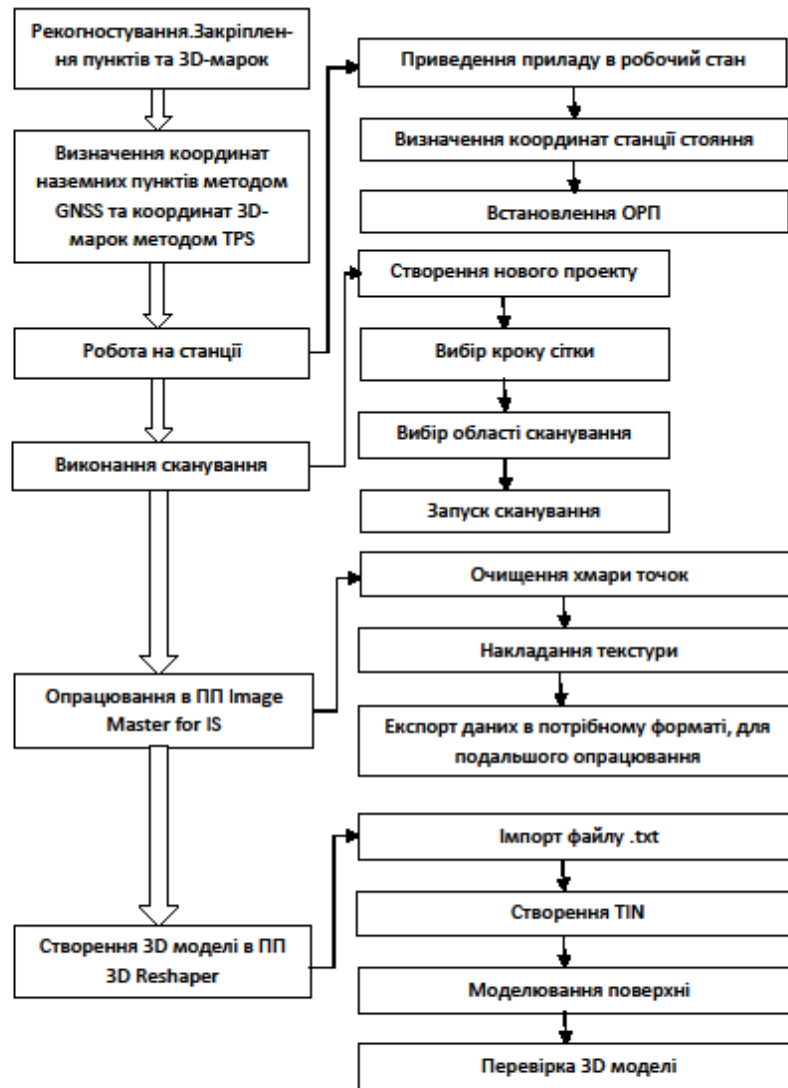 Рекогностування.Закріплен-
ня пунктів та 3D-марок
Визначення координат
наземних пунктів методом
GNSS та координат 3D-
марок методом TPS
Робота на станції
Виконання сканування
Опрацювання в ПП Image
Master for IS
Створення 3D моделі в ПП
3D Reshaper
Приведення приладу в робочий стан
Визначення координат станції стояння
Встановлення ОРП
Створення нового проекту
Вибір кроку сітки
Вибір області сканування
Запуск сканування
Очищення хмари точок
Накладання текстури
Експорт даних в потрібному форматі, для
подальшого опрацювання
Імпорт файлу .txt
Створення TIN
Моделювання поверхні
Перевірка 3D моделі